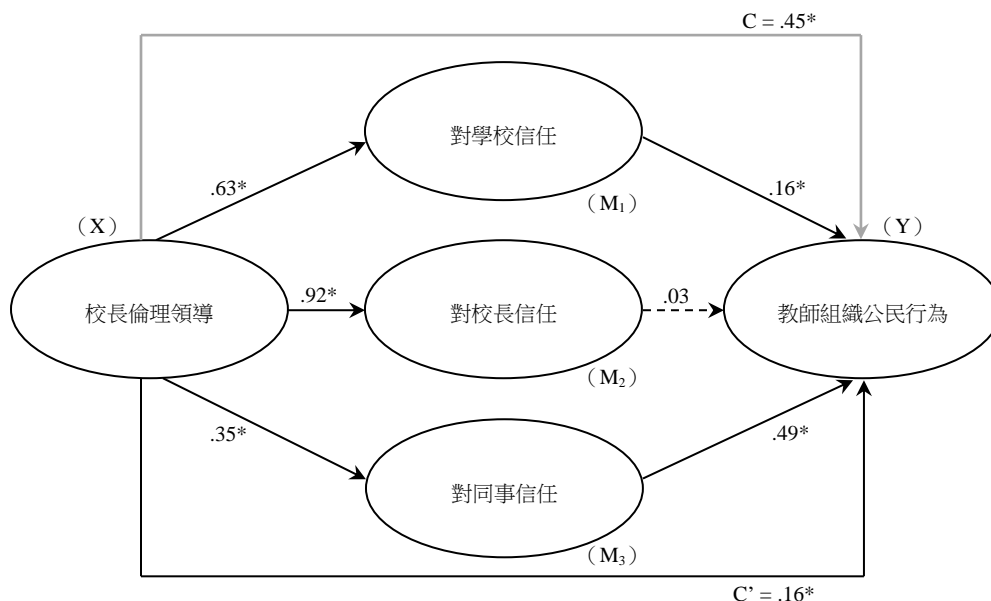 C = .45*
對學校信任
.63*
.16*
（M₁）
（X）
（Y）
校長倫理領導
.92*
對校長信任
.03
教師組織公民行為
（M₂）
.35*
.49*
對同事信任
（M₃）
C’ = .16*